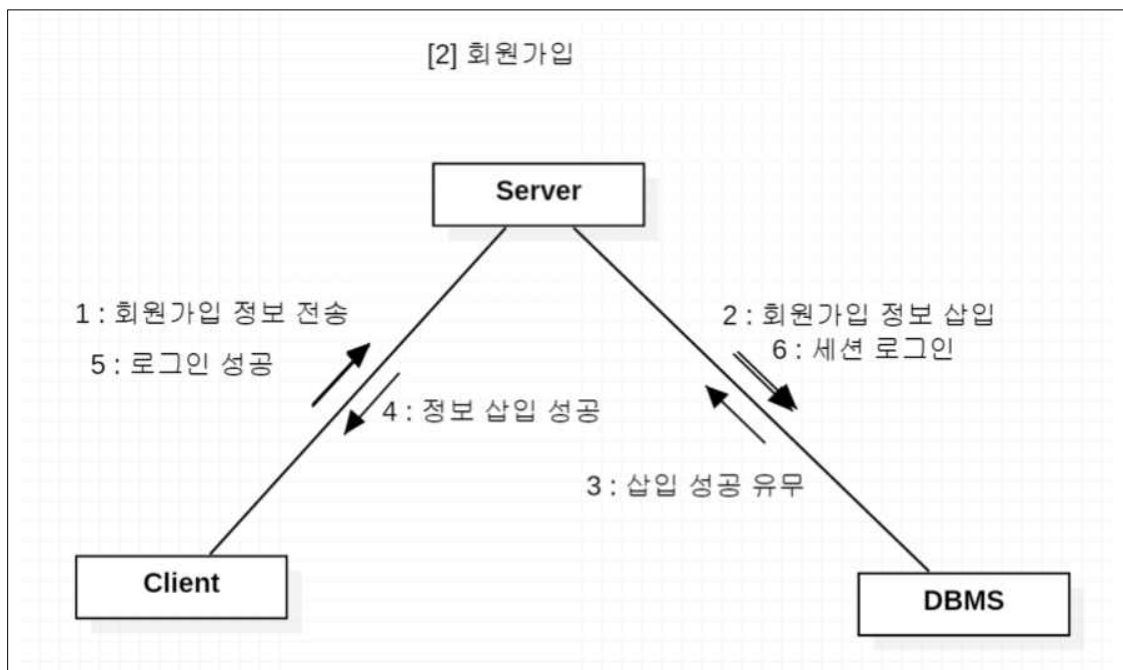 [2] 회원가입
Server
1 : 회원가입 정보 전송
5 : 로그인 성공
2 : 회원가입 정보 삽입
6 : 세션 로그인
4 : 정보 삽입 성공
3 : 삽입 성공 유무
Client
DBMS